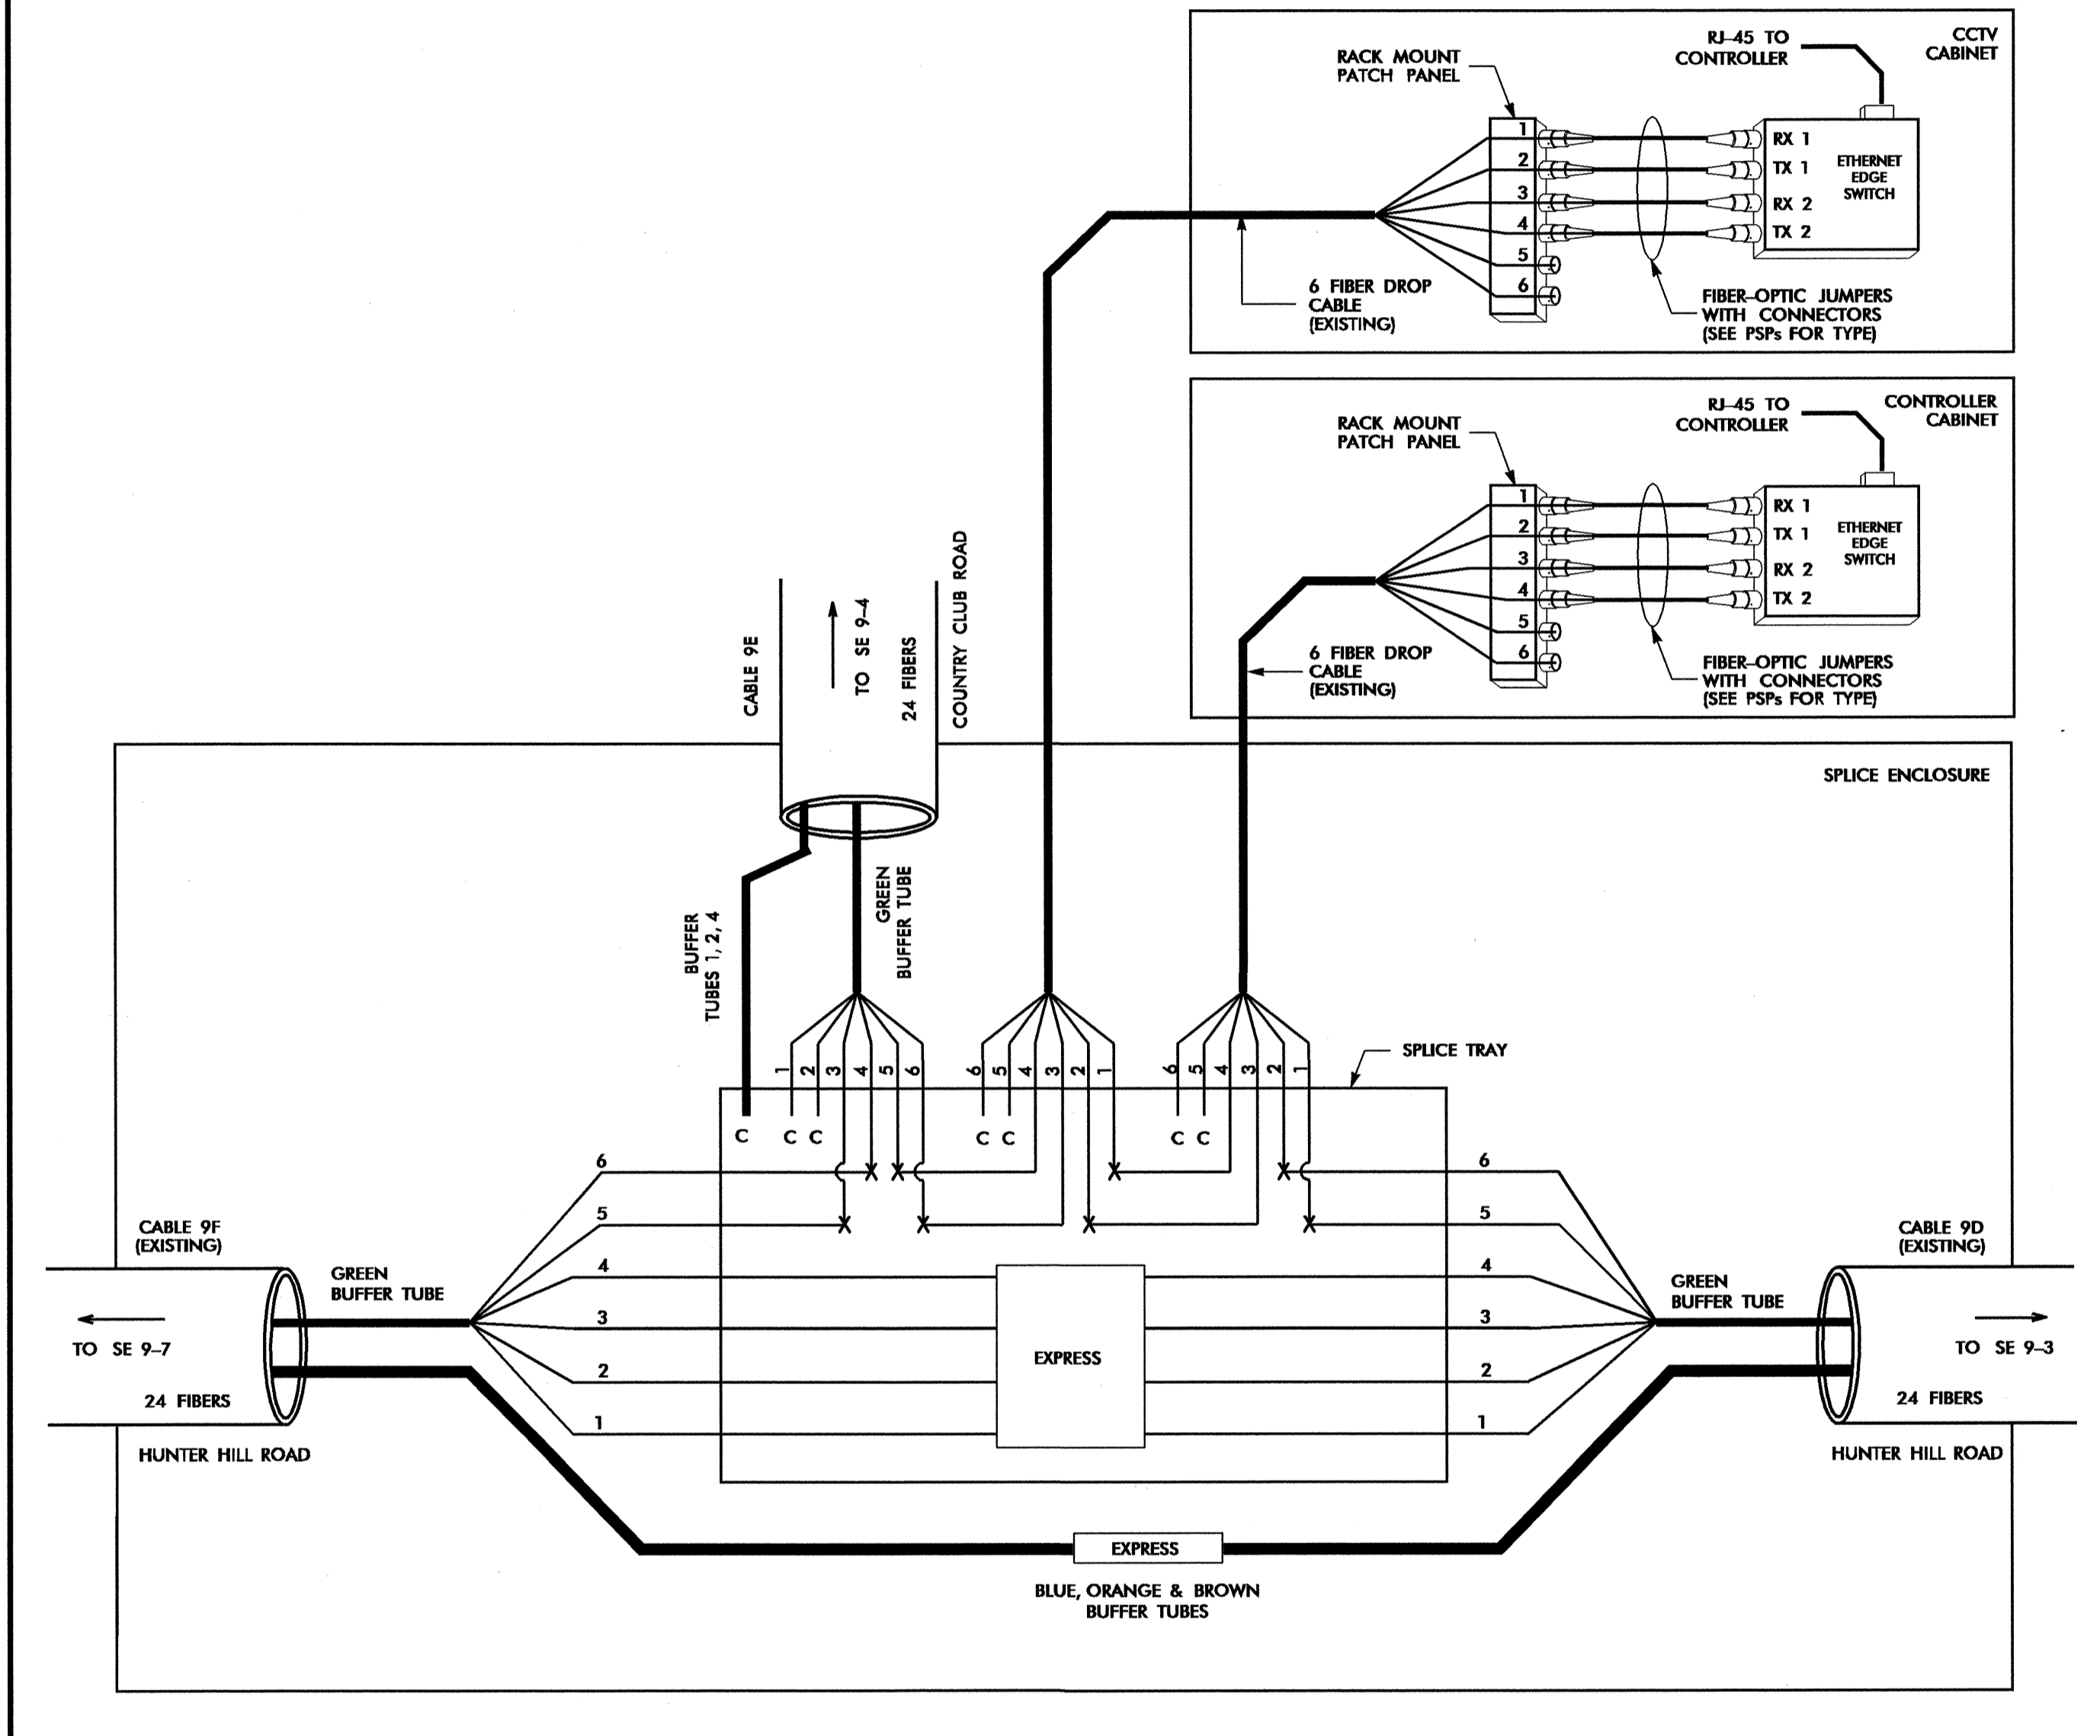 CCTV
CABINET
RJ-45 TO
CONTROLLER
RACK MOUNT
PATCH PANEL
1
2
3
4
5
6
RX 1
TX 1
RX 2
TX 2
ETHERNET
EDGE
SWITCH
6 FIBER DROP
CABLE
(EXISTING)
FIBER-OPTIC JUMPERS
WITH CONNECTORS
(SEE PSPs FOR TYPE)
CONTROLLER
CABINET
RJ-45 TO
CONTROLLER
RACK MOUNT
PATCH PANEL
1
2
3
4
5
6
RX 1
TX 1
RX 2
TX 2
ETHERNET
EDGE
SWITCH
6 FIBER DROP
CABLE
(EXISTING)
FIBER-OPTIC JUMPERS
WITH CONNECTORS
(SEE PSPs FOR TYPE)
CABLE 9E
TO SE 9-4
24 FIBERS
COUNTRY CLUB ROAD
SPLICE ENCLOSURE
BUFFER
TUBES 1, 2, 4
GREEN
BUFFER TUBE
SPLICE TRAY
1 2 3 4 5 6
6 5 4 3 2 1
6 5 4 3 2 1
C
C C
C C
C C
6
5
4
3
2
1
6
5
4
3
2
1
EXPRESS
CABLE 9F
(EXISTING)
GREEN
BUFFER TUBE
TO SE 9-7
24 FIBERS
HUNTER HILL ROAD
CABLE 9D
(EXISTING)
GREEN
BUFFER TUBE
TO SE 9-3
24 FIBERS
HUNTER HILL ROAD
EXPRESS
BLUE, ORANGE & BROWN
BUFFER TUBES